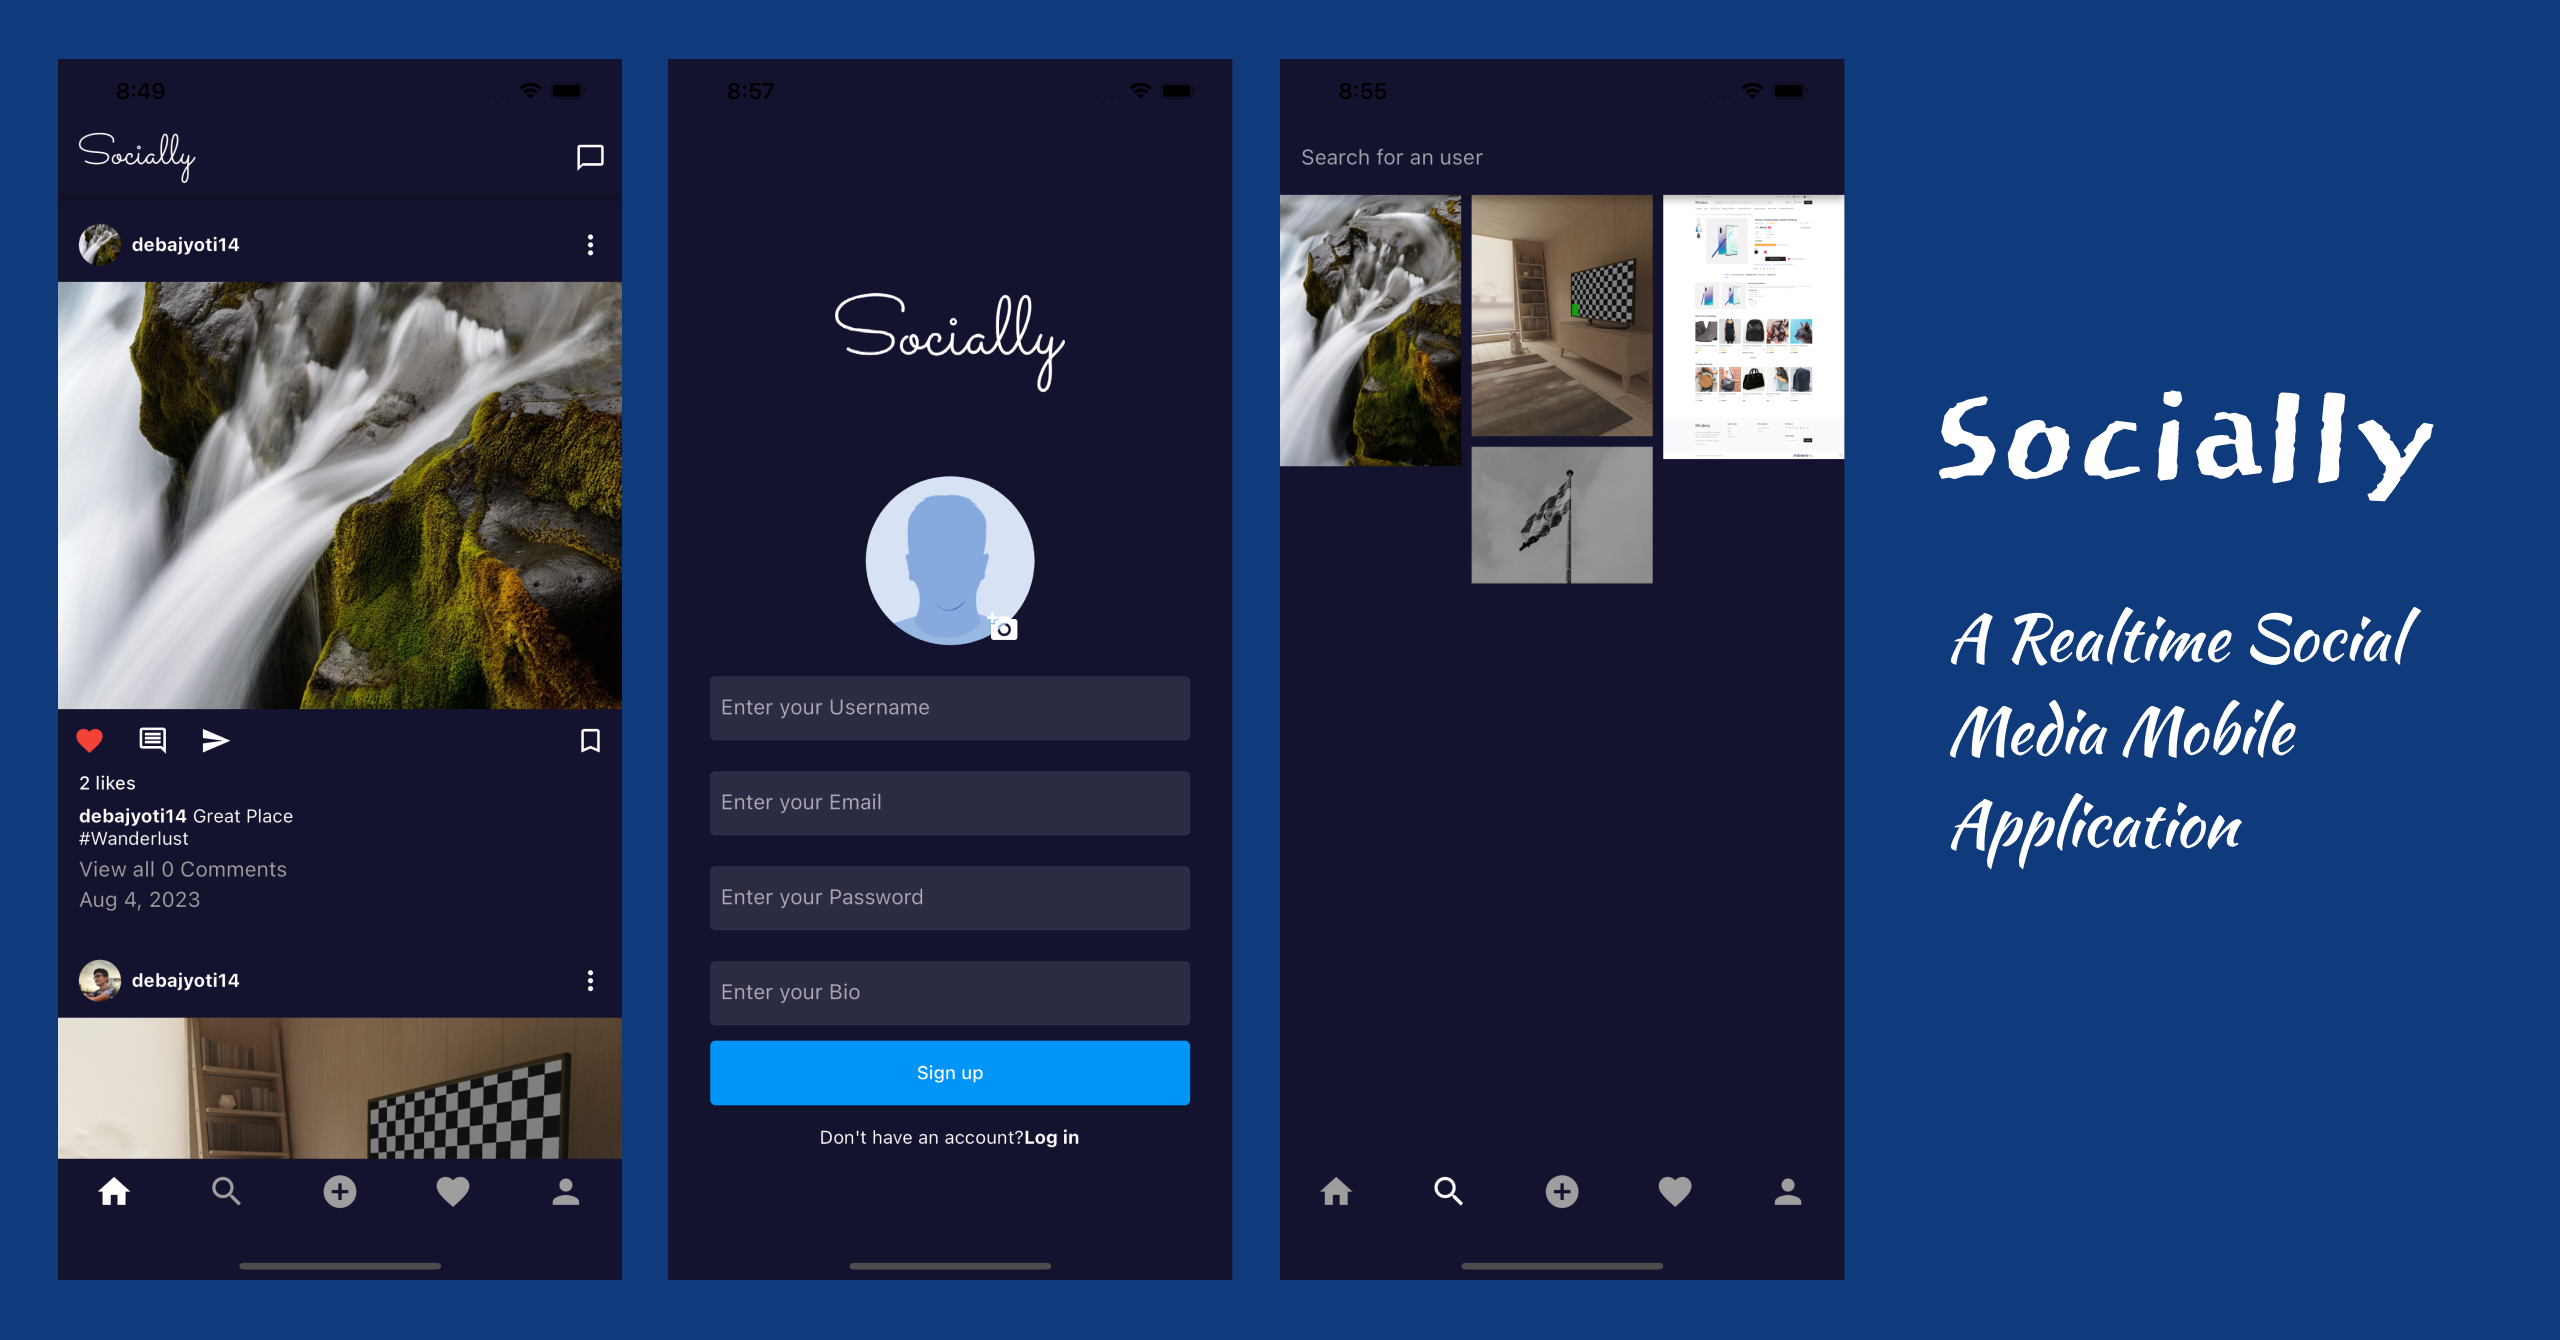 8:49
Socially
debajyoti14
2 likes
debajyoti14 Great Place
#Wanderlust
View all 0 Comments
Aug 4, 2023
debajyoti14
8:57
Socially
Enter your Username
Enter your Email
Enter your Password
Enter your Bio
Sign up
Don't have an account?Log in
8:55
Search for an user
Socially
A Realtime Social
Media Mobile
Application